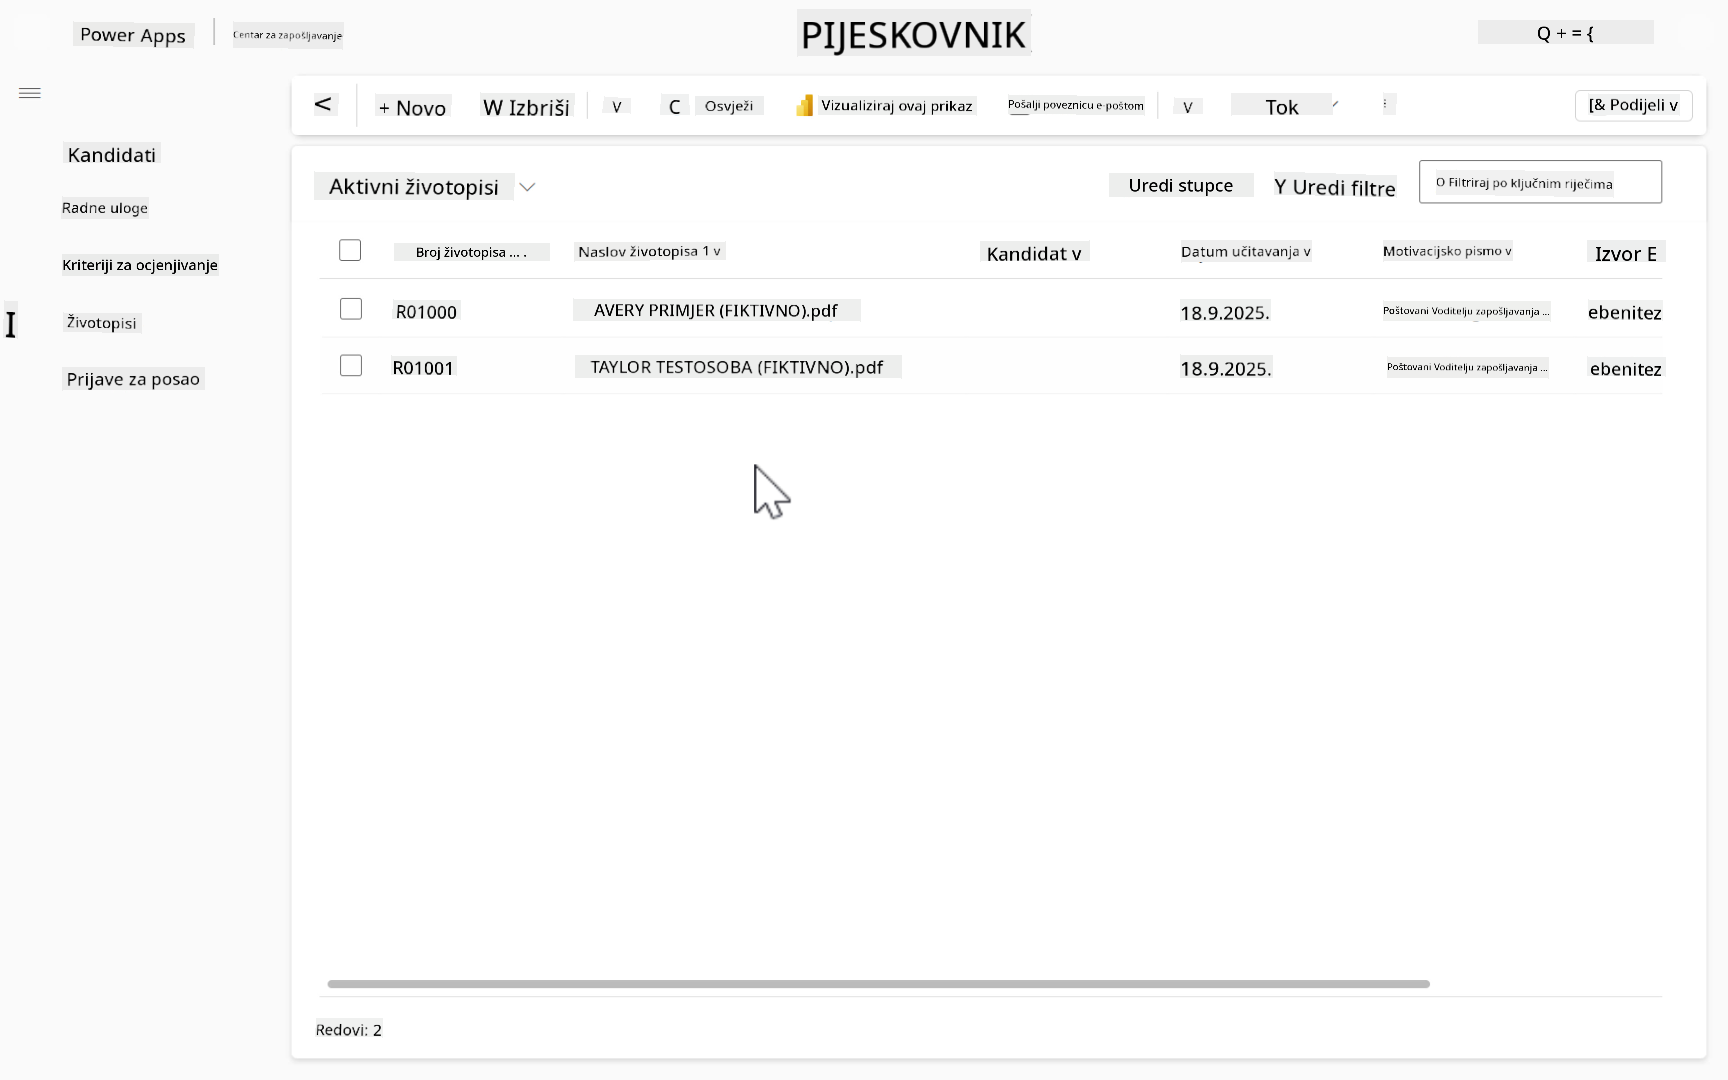 Power Apps
Centar za zapošljavanje
PIJESKOVNIK
Q + = {
< + Novo W Izbriši v C Osvježi Vizualiziraj ovaj prikaz Pošalji poveznicu e-poštom v Tok [& Podijeli v
Kandidati
Radne uloge
Kriteriji za ocjenjivanje
I Životopisi
Prijave za posao
Aktivni životopisi
Uredi stupce Y Uredi filtre O Filtriraj po ključnim riječima
Broj životopisa ... . Naslov životopisa 1 v Kandidat v Datum učitavanja v Motivacijsko pismo v Izvor E
R01000 AVERY PRIMJER (FIKTIVNO).pdf 18.9.2025. Poštovani Voditelju zapošljavanja ... ebenitez
R01001 TAYLOR TESTOSOBA (FIKTIVNO).pdf 18.9.2025. Poštovani Voditelju zapošljavanja ... ebenitez
Redovi: 2